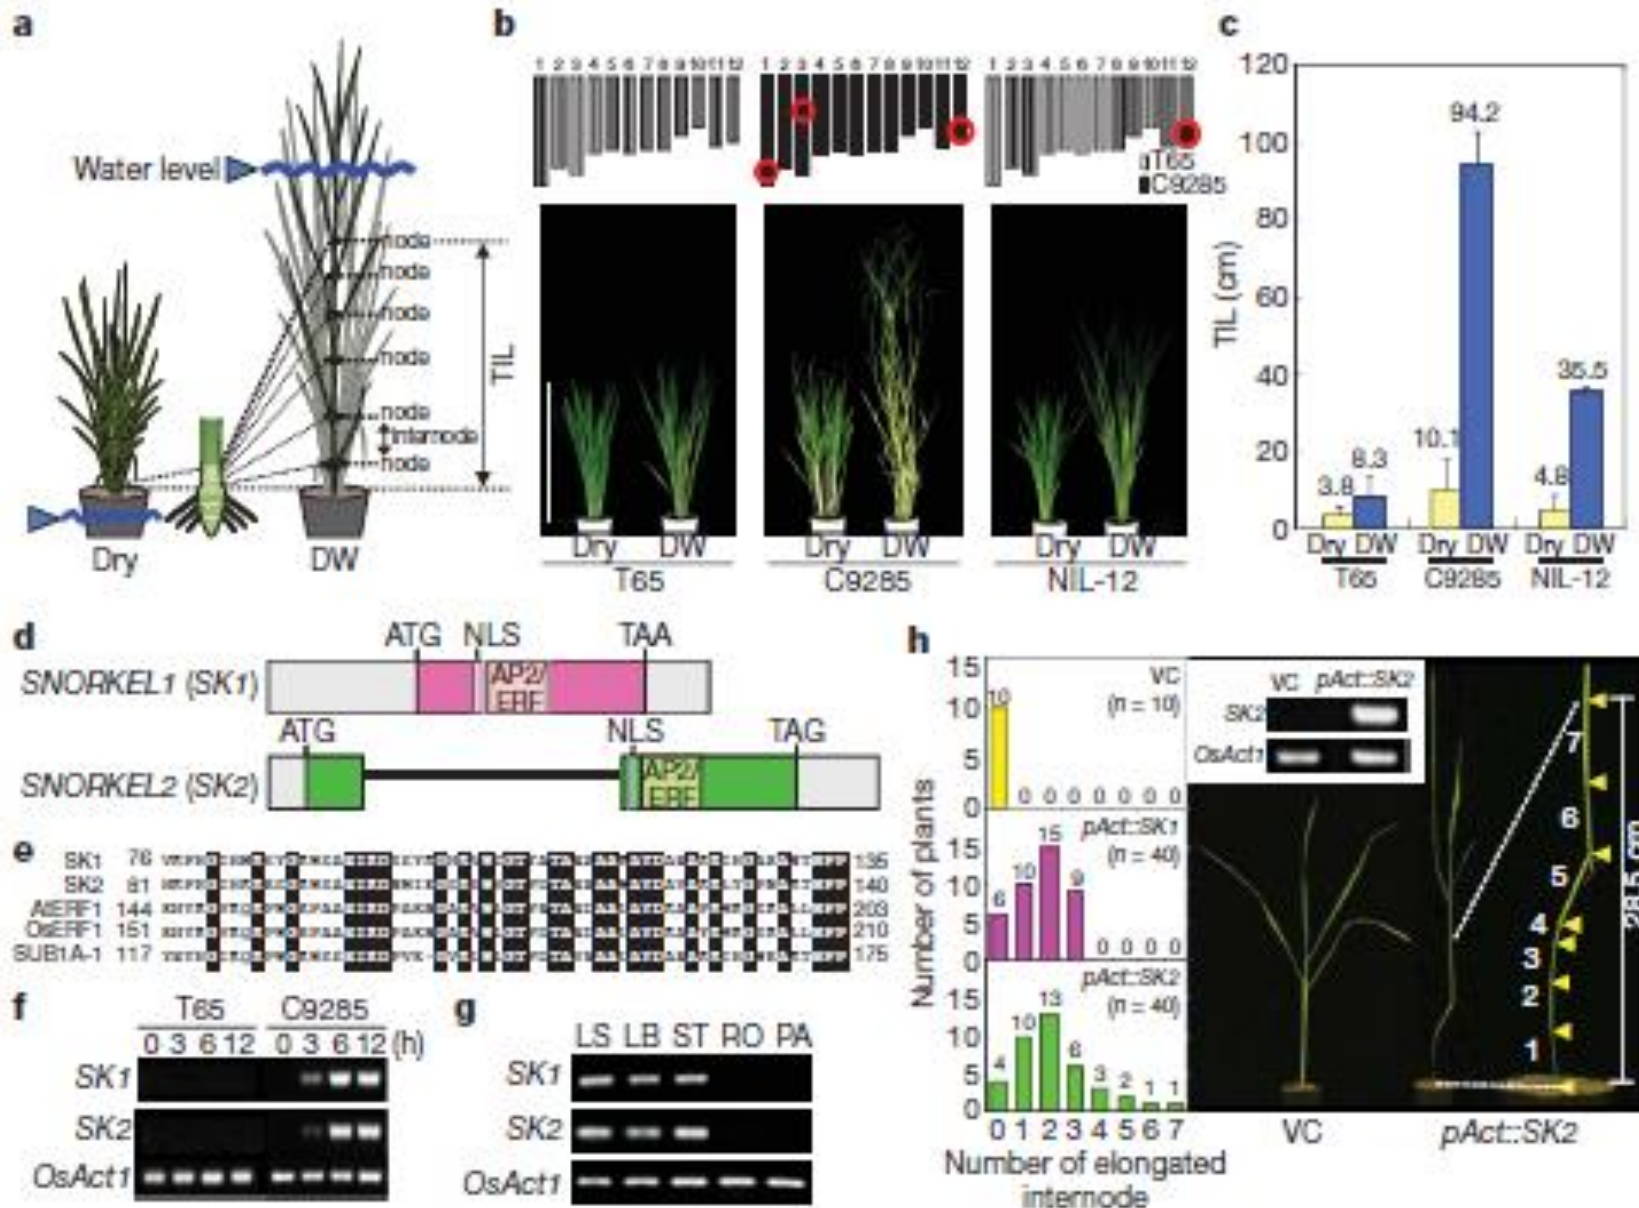 a
Water level
node
node
node
node
node
internode
node
TIL
Dry
DW
b
1 2 3 4 5 6 7 8 9 10 11 12
1 2 3 4 5 6 7 8 9 10 11 12
1 2 3 4 5 6 7 8 9 10 11 12
T65
C9285
Dry DW
T65
Dry DW
C9285
Dry DW
NIL-12
c
TIL (cm)
120
100
80
60
40
20
0
3.8
8.3
10.1
94.2
4.8
35.5
Dry DW
T65
Dry DW
C9285
Dry DW
NIL-12
d
ATG NLS TAA
SNORKEL1 (SK1)
AP2/
ERF
ATG NLS TAG
SNORKEL2 (SK2)
AP2/
ERF
e
SK1 76 135
SK2 81 140
AtERF1 144 203
OsERF1 151 210
SUB1A-1 117 175
f
T65 C9285
0 3 6 12 0 3 6 12 (h)
SK1
SK2
OsAct1
g
LS LB ST RO PA
SK1
SK2
OsAct1
h
Number of plants
15
10
5
0
VC
(n = 10)
10 0 0 0 0 0 0 0
15
10
5
0
pAct::SK1
(n = 40)
6 10 15 9 0 0 0 0
15
10
5
0
pAct::SK2
(n = 40)
4 10 13 6 3 2 1 1
0 1 2 3 4 5 6 7
Number of elongated
internode
VC pAct::SK2
SK2
OsAct1
7
6
5
4
3
2
1
VC
pAct::SK2